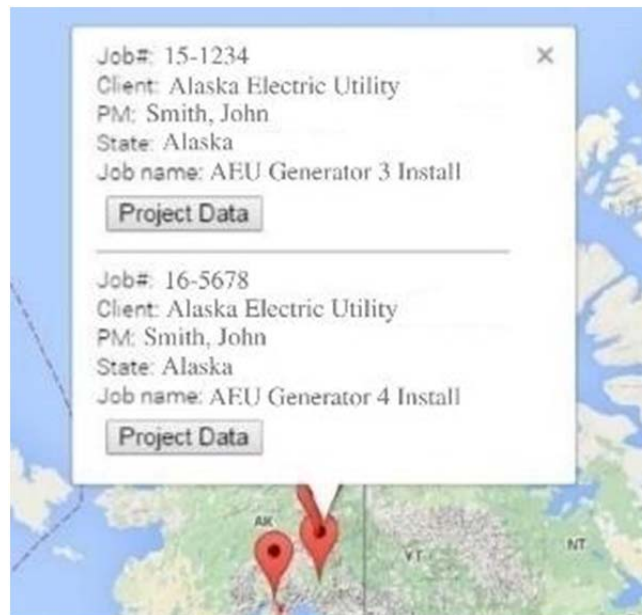 Job#: 15-1234
Client: Alaska Electric Utility
PM: Smith, John
State: Alaska
Job name: AEU Generator 3 Install
Project Data
Job#: 16-5678
Client: Alaska Electric Utility
PM: Smith, John
State: Alaska
Job name: AEU Generator 4 Install
Project Data
AK
YT
NT